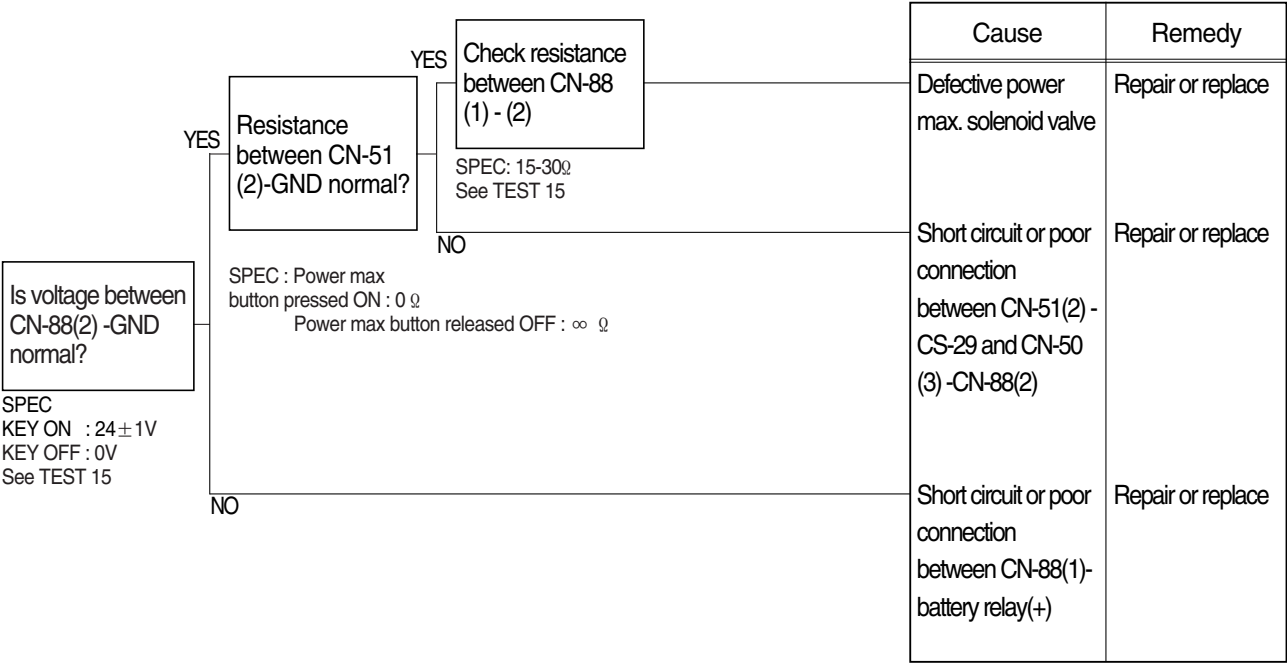 Is voltage between
CN-88(2) -GND
normal?
SPEC
KEY ON : 24±1V
KEY OFF : 0V
See TEST 15
YES
Resistance
between CN-51
(2)-GND normal?
SPEC : Power max
button pressed ON : 0 Ω
Power max button released OFF : ∞ Ω
YES
Check resistance
between CN-88
(1) - (2)
SPEC: 15-30Ω
See TEST 15
NO
NO
Cause
Remedy
Defective power
max. solenoid valve
Repair or replace
Short circuit or poor
connection
between CN-51(2) -
CS-29 and CN-50
(3) -CN-88(2)
Repair or replace
Short circuit or poor
connection
between CN-88(1)-
battery relay(+)
Repair or replace